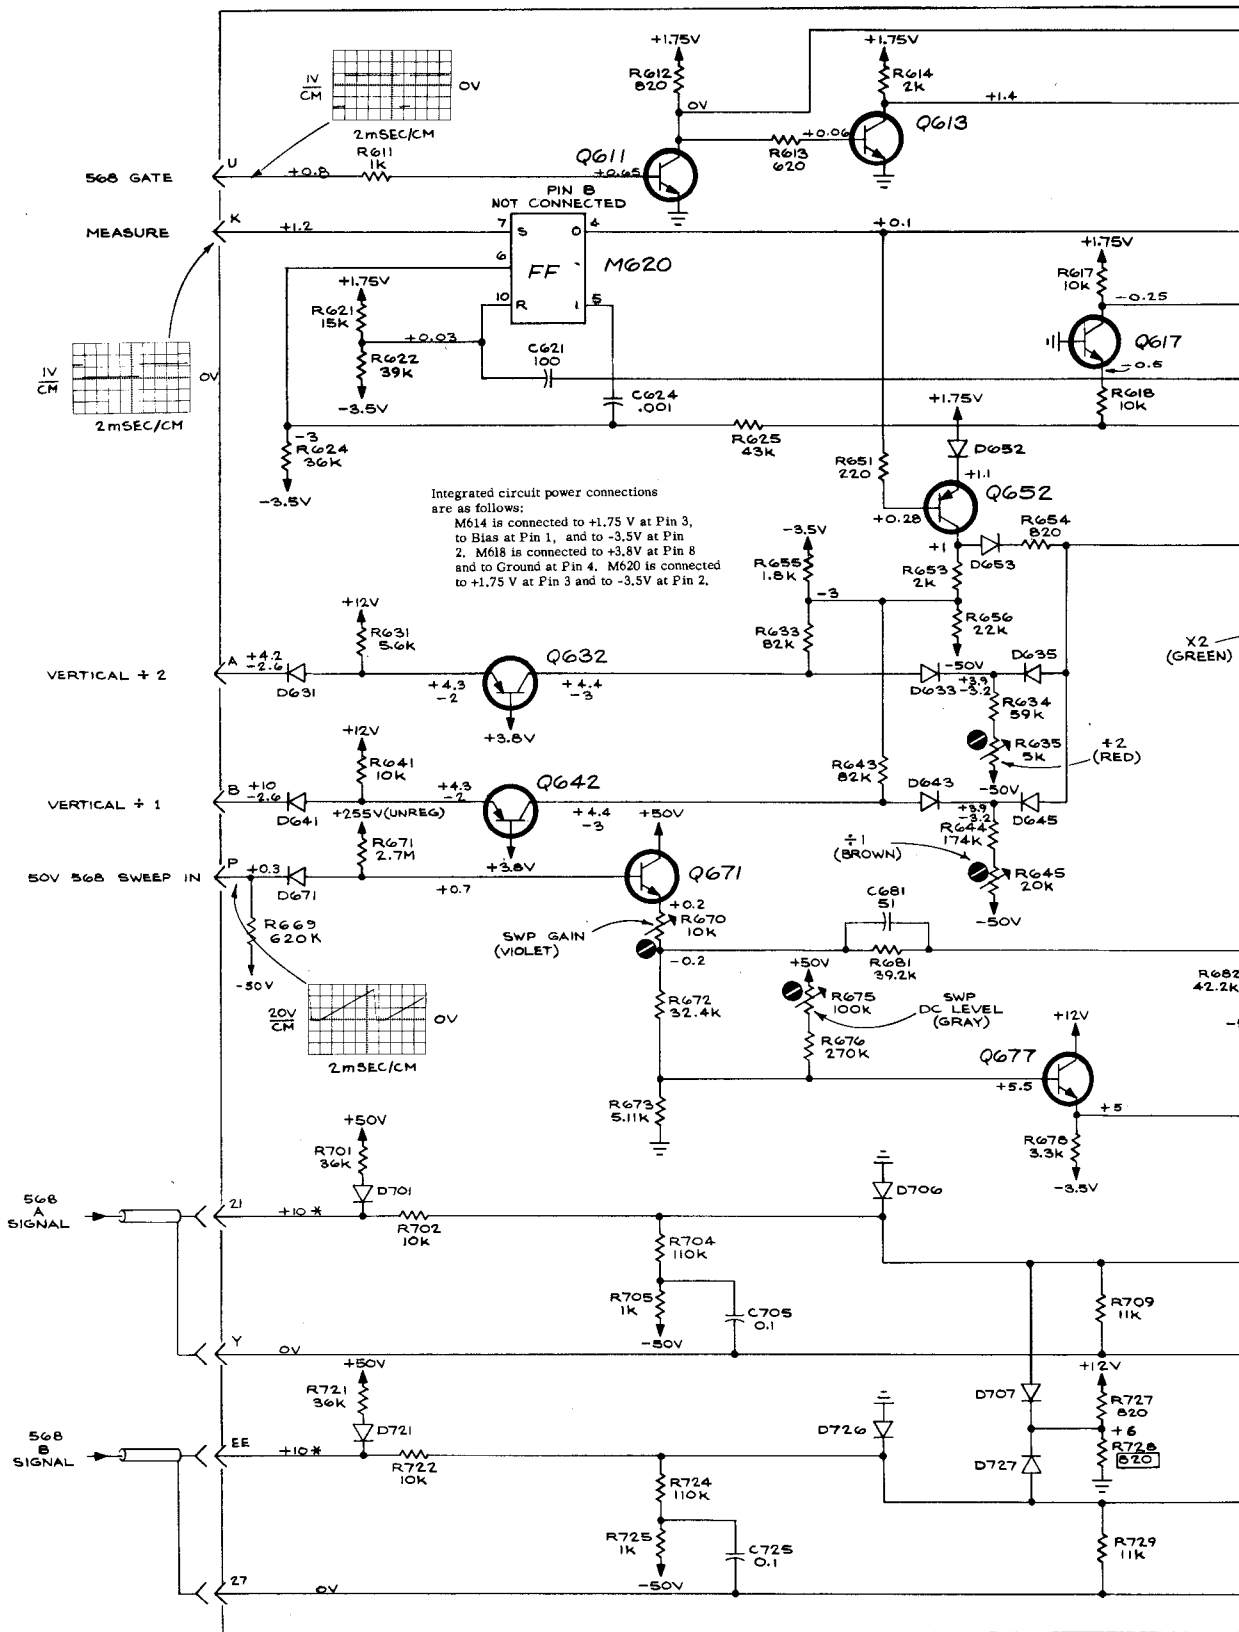 +1.75V
R612
820
0V
+1.75V
R614
2K
+1.4
Q613
1V
CM
0V
2mSEC/CM
U
R611
1K
568 GATE
+0.8
Q611
+0.65
R613
620
+0.06
PIN 8
NOT CONNECTED
K
MEASURE
+1.2
7
S
0
4
6
FF
M620
10
R
1
5
+0.1
+1.75V
R617
10K
-0.25
Q617
-0.5
R618
10K
+1.75V
R621
15K
+0.03
R622
39K
-3.5V
C621
100
C624
.001
1V
CM
0V
2mSEC/CM
-3
R624
36K
-3.5V
R625
43K
R651
220
+1.75V
D652
+1.1
Q652
+0.28
+1
D653
R654
820
Integrated circuit power connections
are as follows:
M614 is connected to +1.75 V at Pin 3,
to Bias at Pin 1, and to -3.5V at Pin
2. M618 is connected to +3.8V at Pin 8
and to Ground at Pin 4. M620 is connected
to +1.75 V at Pin 3 and to -3.5V at Pin 2.
-3.5V
R655
1.8K
-3
R653
2K
R656
22K
-50V
R633
82K
X2
(GREEN)
+12V
R631
5.6K
VERTICAL ÷ 2
A
+4.2
-2.6
D631
+4.3
-2
Q632
+4.4
-3
+3.8V
D633
+3.9
-3.2
D635
R634
59K
R635
5K
-50V
÷2
(RED)
+12V
R641
10K
VERTICAL ÷ 1
B
+10
-2.6
D641
+4.3
-2
Q642
+4.4
-3
+3.8V
R643
82K
D643
+3.9
-3.2
D645
R644
174K
÷1
(BROWN)
R645
20K
-50V
+255V(UNREG)
R671
2.7M
50V 568 SWEEP IN
P
+0.3
D671
+0.7
+50V
Q671
+0.2
R670
10K
SWP GAIN
(VIOLET)
-0.2
R669
620K
-50V
C681
51
R681
39.2K
R682
42.2K
20V
CM
0V
2mSEC/CM
R672
32.4K
+50V
R675
100K
SWP
DC LEVEL
(GRAY)
R676
270K
+12V
Q677
+5.5
+5
R673
5.11K
R678
3.3K
-3.5V
+50V
R701
36K
D701
568
A
SIGNAL
21
+10*
R702
10K
D706
R704
110K
R705
1K
-50V
C705
0.1
R709
11K
Y
0V
+50V
R721
36K
D721
568
B
SIGNAL
EE
+10*
R722
10K
D726
D707
+12V
R727
820
+6
R728
820
D727
R724
110K
R725
1K
-50V
C725
0.1
R729
11K
27
0V